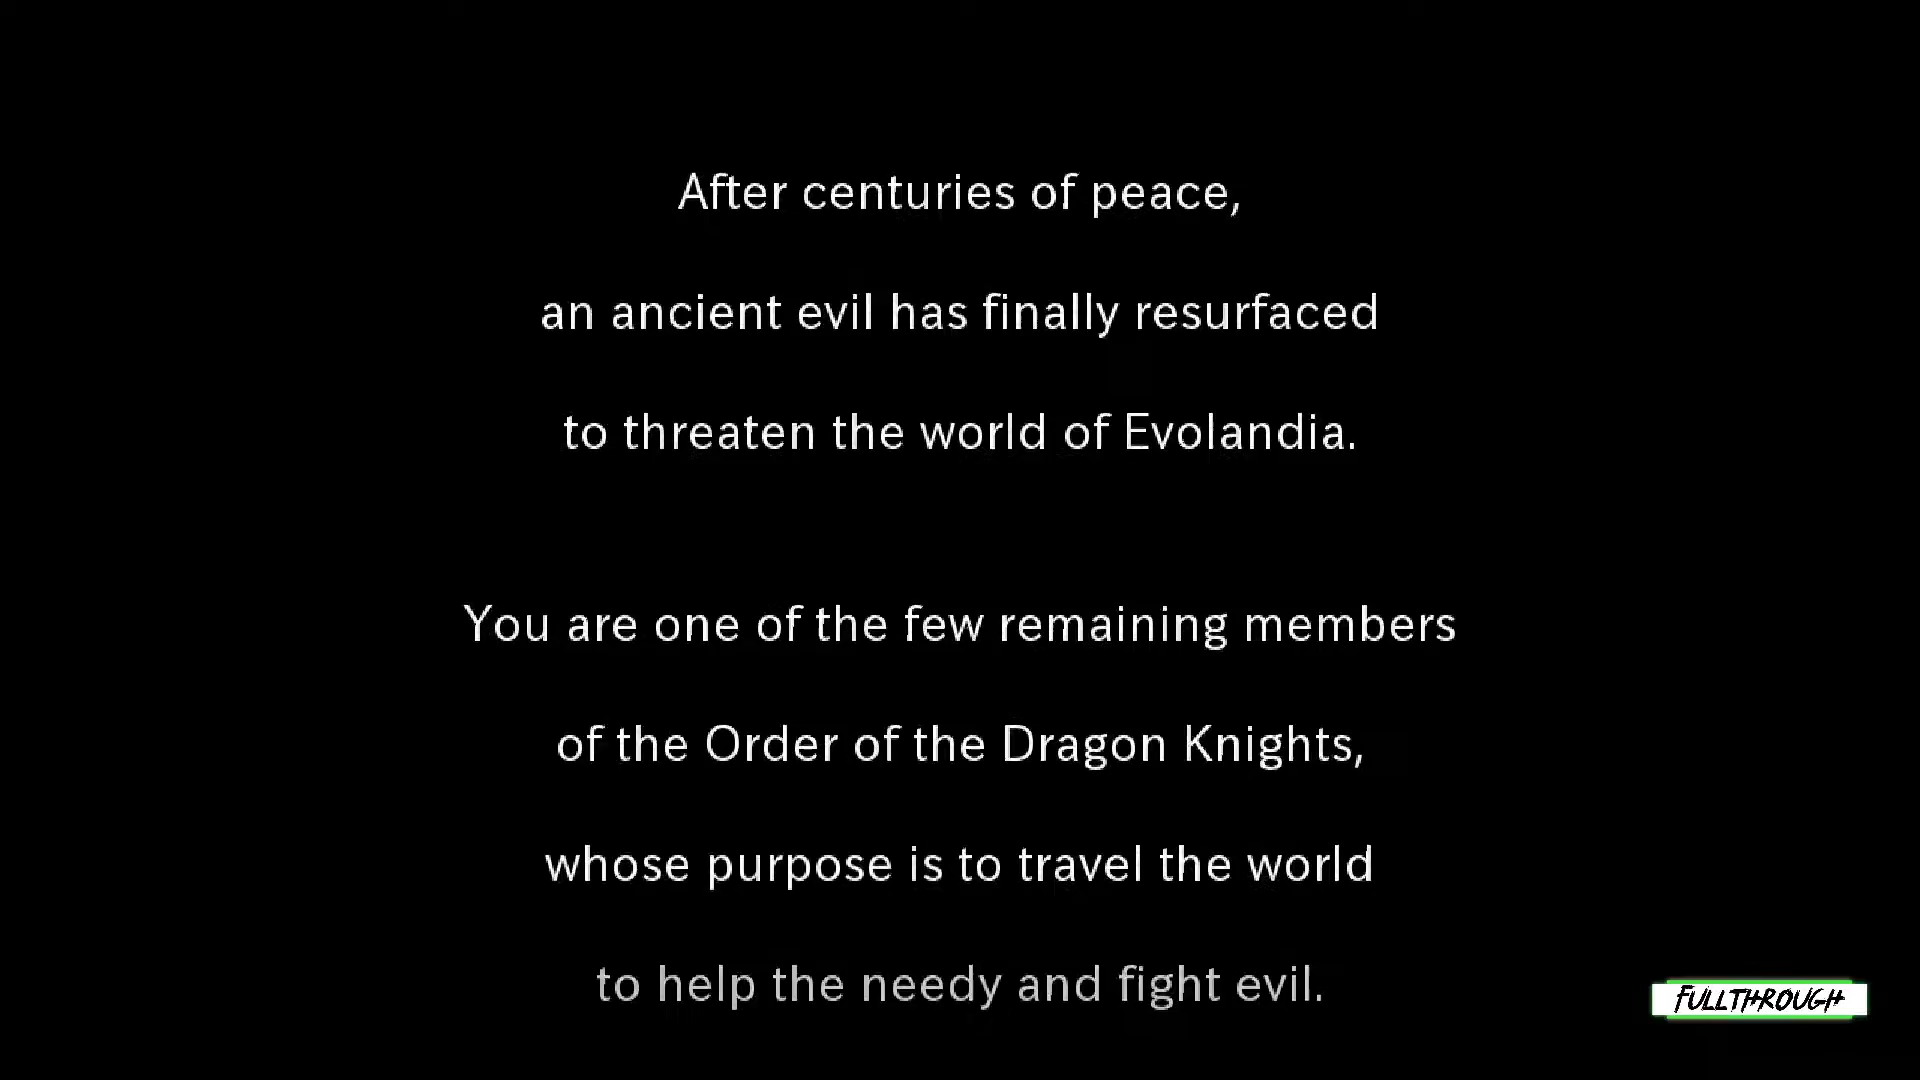 After centuries of peace,
an ancient evil has finally resurfaced
to threaten the world of Evolandia.
You are one of the few remaining members
of the Order of the Dragon Knights,
whose purpose is to travel the world
to help the needy and fight evil.
FULLTHROUGH